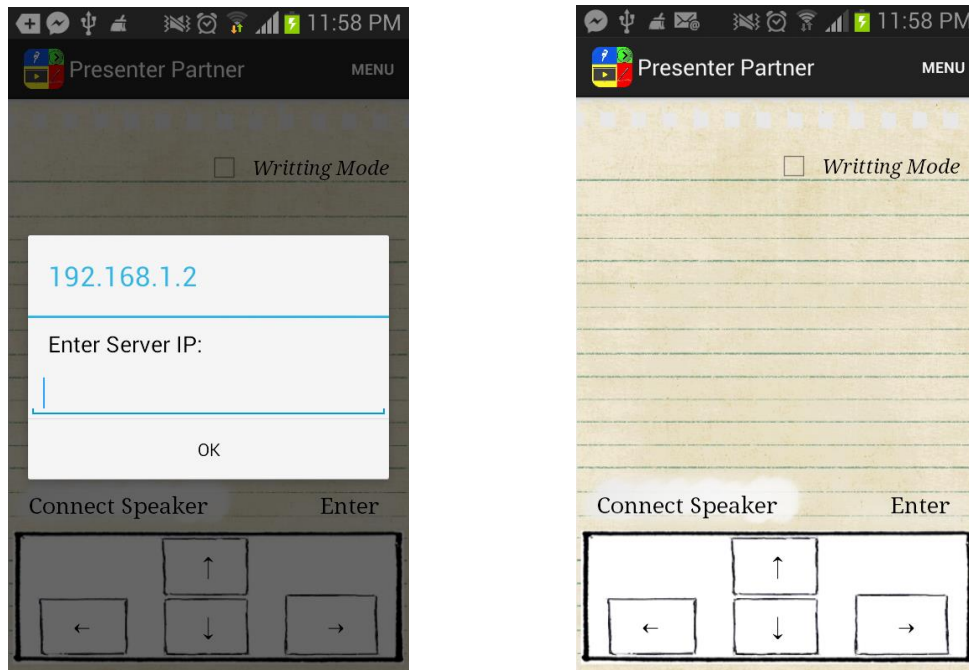 11:58 PM
Presenter Partner MENU
Writting Mode
192.168.1.2
Enter Server IP:
OK
Connect Speaker Enter
↑
← ↓ →
11:58 PM
Presenter Partner MENU
Writting Mode
Connect Speaker Enter
↑
← ↓ →